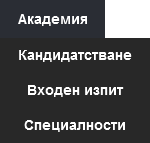 Академия
Кандидатстване
Входен изпит
Специалности